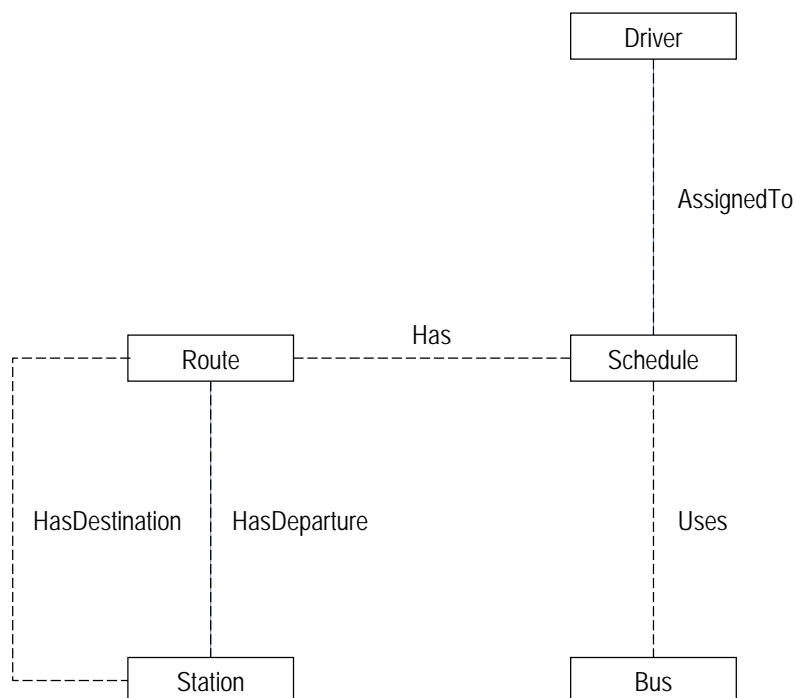 Driver
AssignedTo
Has
Route
Schedule
HasDestination
HasDeparture
Uses
Station
Bus